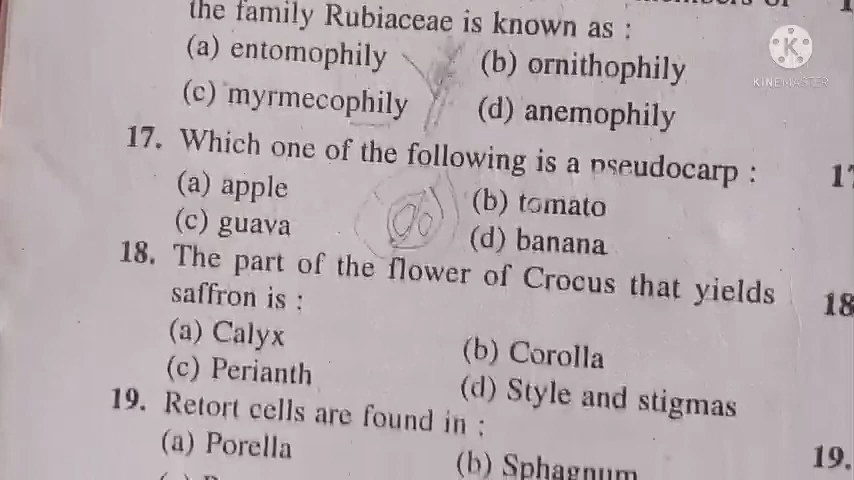 the family Rubiaceae is known as :
(a) entomophily (b) ornithophily
(c) myrmecophily (d) anemophily
17. Which one of the following is a pseudocarp :
(a) apple (b) tomato
(c) guava (d) banana
18. The part of the flower of Crocus that yields
saffron is :
(a) Calyx (b) Corolla
(c) Perianth (d) Style and stigmas
19. Retort cells are found in :
(a) Porella (b) Sphagnum
K
KINEMASTER
18
19.